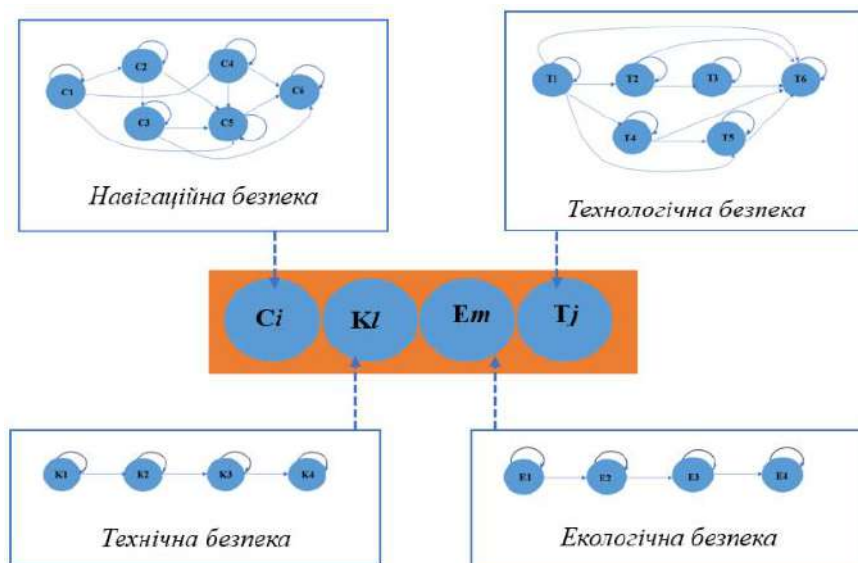 C2
C4
C1
C6
C3
C5
Навігаційна безпека
T1
T2
T3
T6
T4
T5
Технологічна безпека
Ci
Kl
Em
Tj
K1
K2
K3
K4
Технічна безпека
E1
E2
E3
E4
Екологічна безпека